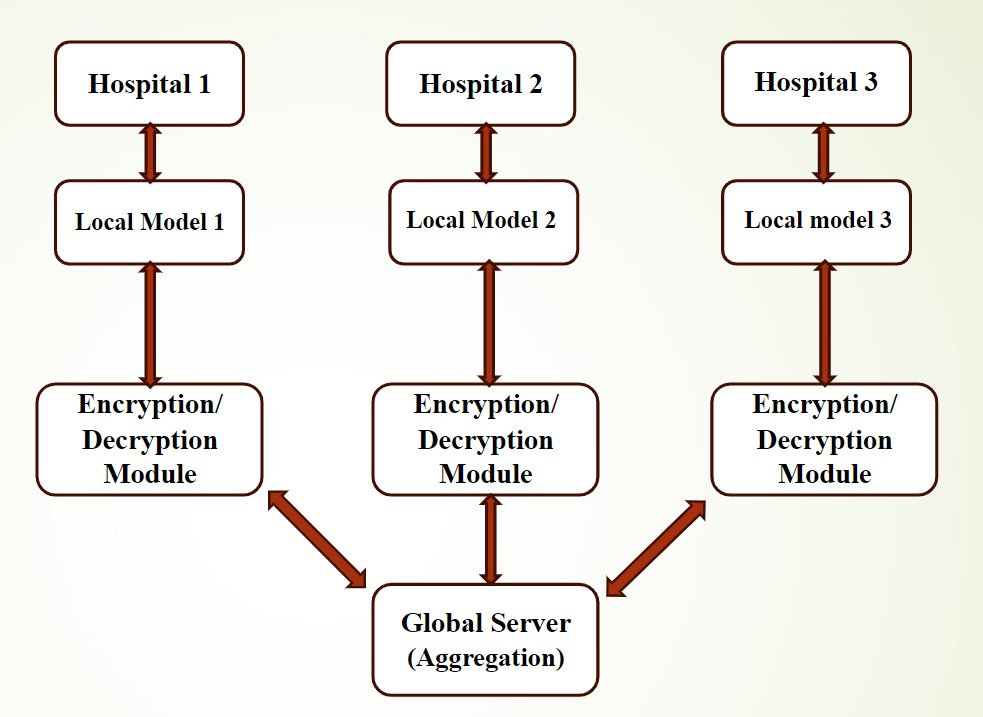 Hospital 1
Hospital 2
Hospital 3
Local Model 1
Local Model 2
Local model 3
Encryption/
Decryption
Module
Encryption/
Decryption
Module
Encryption/
Decryption
Module
Global Server
(Aggregation)